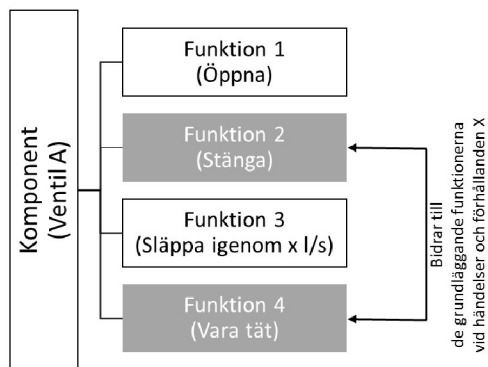 Komponent
(Ventil A)
Funktion 1
(Öppna)
Funktion 2
(Stänga)
Funktion 3
(Släppa igenom x l/s)
Funktion 4
(Vara tät)
Bidrar till
de grundläggande funktionerna
vid händelser och förhållanden X